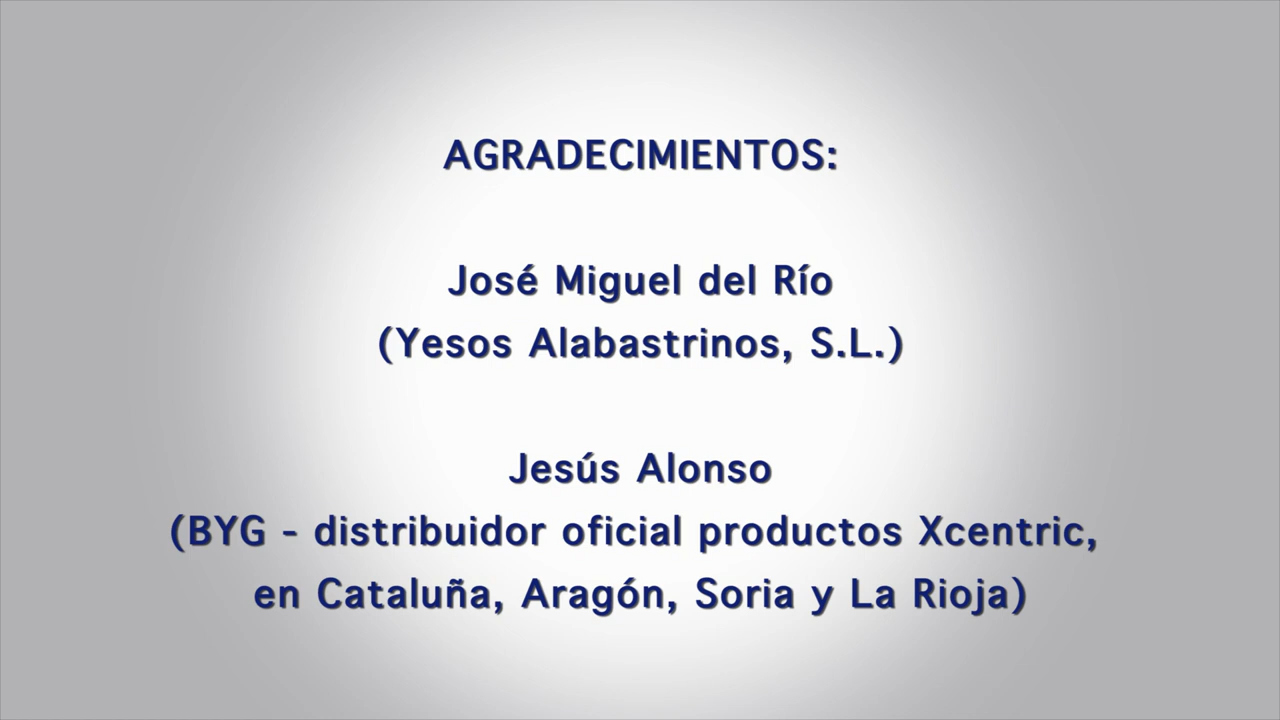 AGRADECIMIENTOS:
José Miguel del Río
(Yesos Alabastrinos, S.L.)
Jesús Alonso
(BYG - distribuidor oficial productos Xcentric,
en Cataluña, Aragón, Soria y La Rioja)